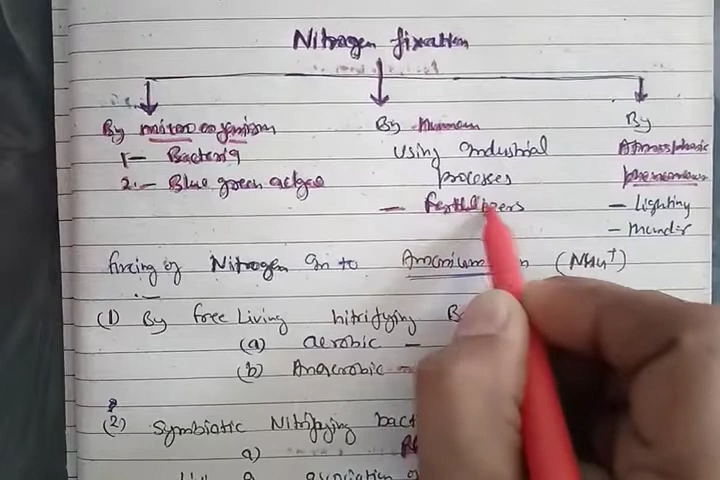 Nitrogen fixation
By microorganism
1- Bacteria
2.- Blue green algae
By Human
using industrial
processes
- Fertilizers
By
Atmospheric
phenomenon
- Lighting
- Thunder
fixing of Nitrogen in to Amonium (NH4+)
(1) By free Living nitrifying
(a) aerobic -
(b) Anaerobic -
(2) Symbiotic Nitrifying bact
a)